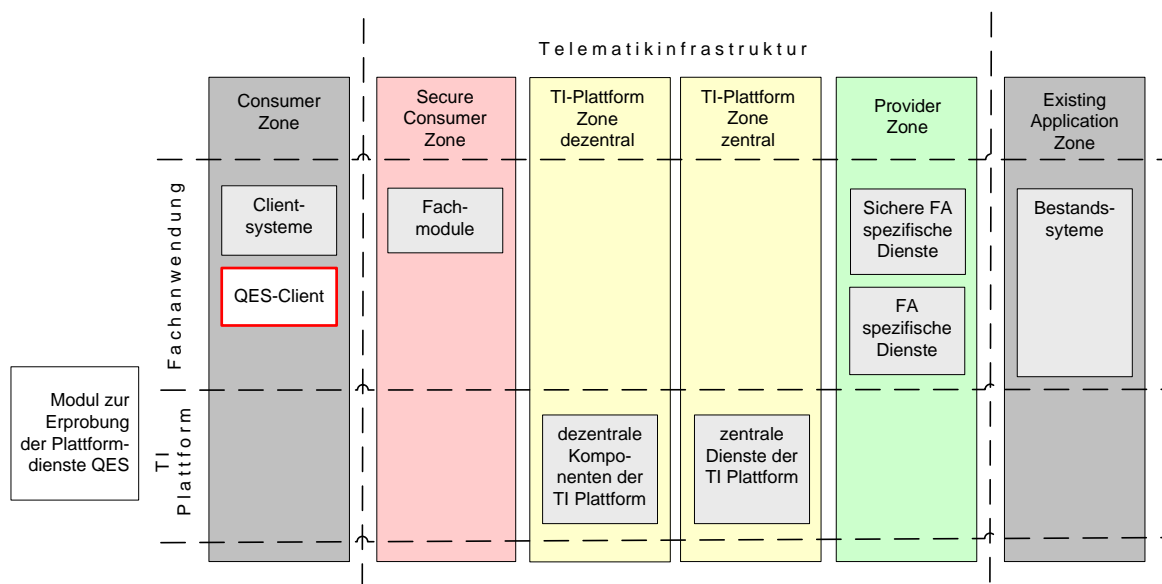 Telematikinfrastruktur
Consumer
Zone
Secure
Consumer
Zone
TI-Plattform
Zone
dezentral
TI-Plattform
Zone
zentral
Provider
Zone
Existing
Application
Zone
Fachanwendung
Client-
systeme
QES-Client
Fach-
module
Sichere FA
spezifische
Dienste
FA
spezifische
Dienste
Bestands-
syteme
Modul zur
Erprobung
der Plattform-
dienste QES
TI
Plattform
dezentrale
Kompo-
nenten der
TI Plattform
zentrale
Dienste der
TI Plattform